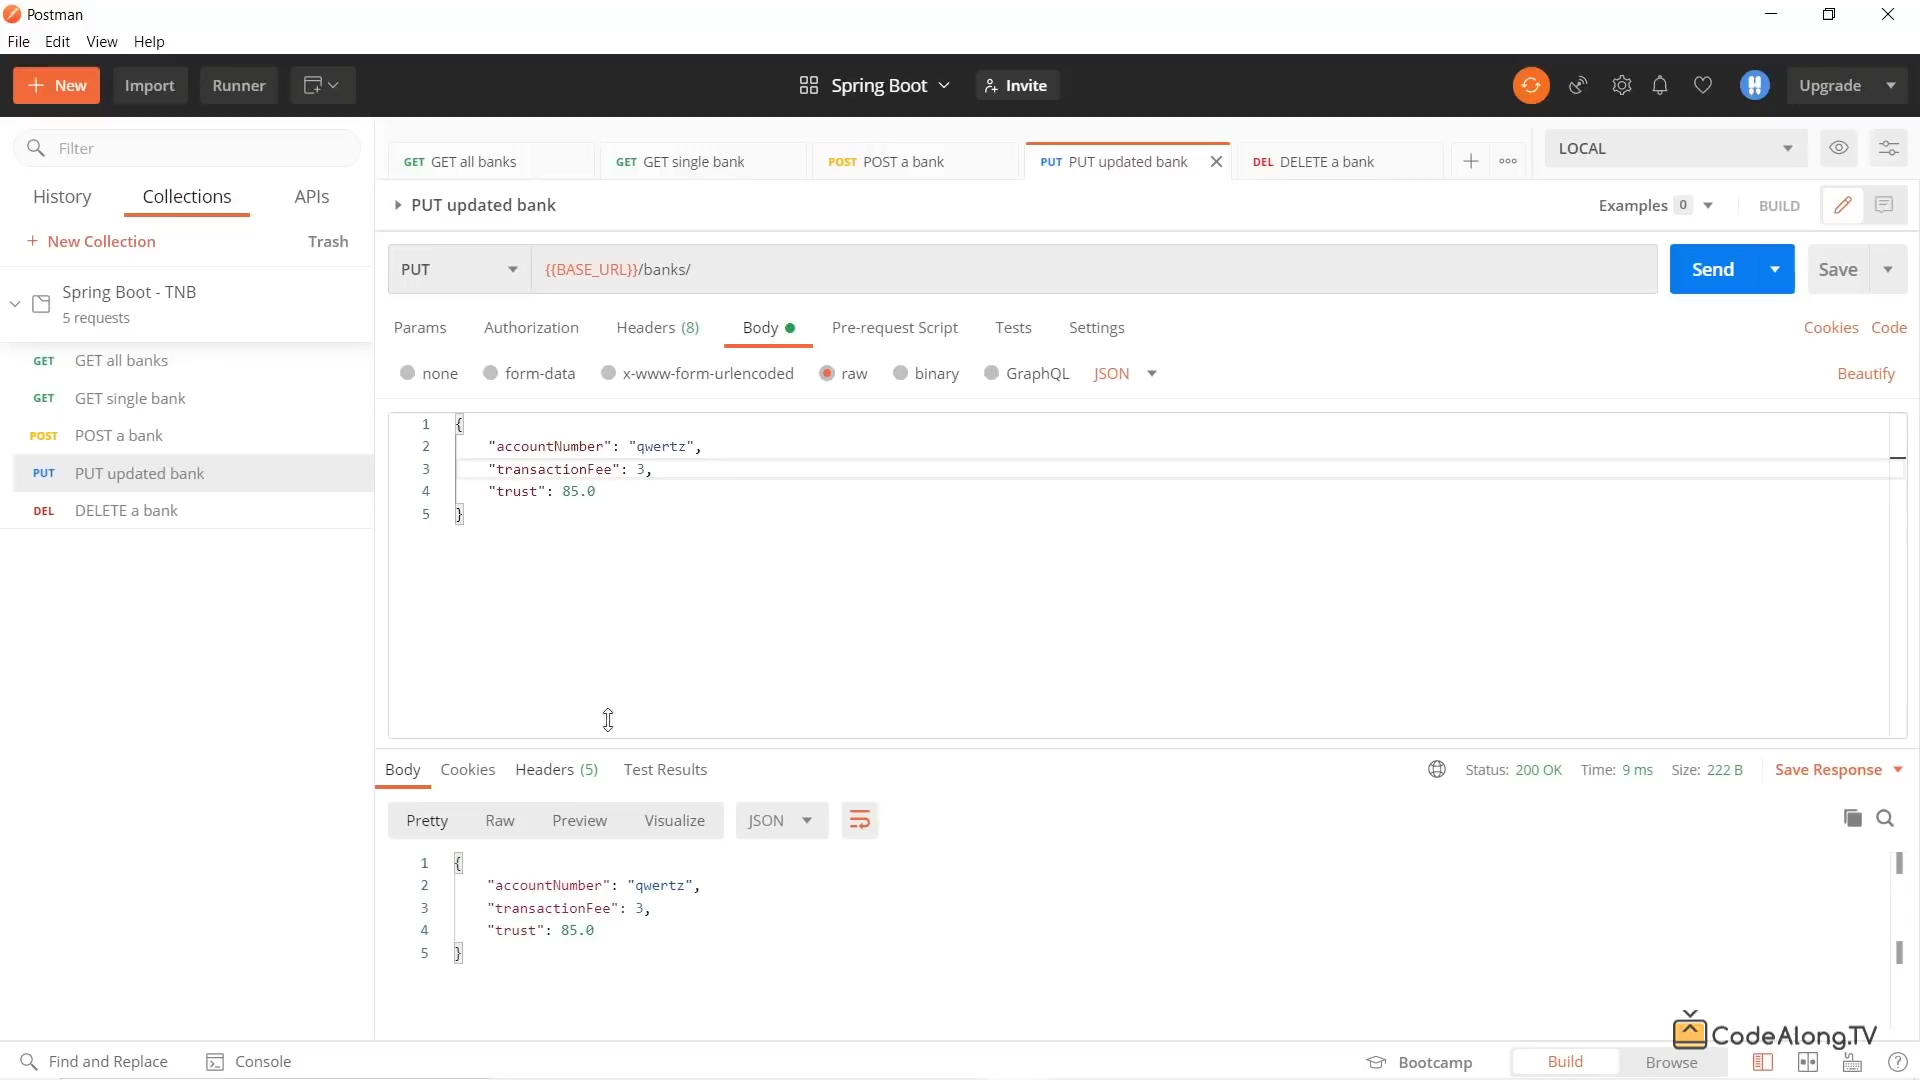 Postman
File Edit View Help
New Import Runner Spring Boot Invite Upgrade
Filter
History Collections APIs
+ New Collection Trash
Spring Boot - TNB
5 requests
GET GET all banks
GET GET single bank
POST POST a bank
PUT PUT updated bank
DEL DELETE a bank
GET GET all banks GET GET single bank POST POST a bank PUT PUT updated bank DEL DELETE a bank LOCAL
PUT updated bank Examples 0 BUILD
PUT {{BASE_URL}}/banks/ Send Save
Params Authorization Headers (8) Body Pre-request Script Tests Settings Cookies Code
none form-data x-www-form-urlencoded raw binary GraphQL JSON Beautify
1 {
2 "accountNumber": "qwertz",
3 "transactionFee": 3,
4 "trust": 85.0
5 }
Body Cookies Headers (5) Test Results Status: 200 OK Time: 9 ms Size: 222 B Save Response
Pretty Raw Preview Visualize JSON
1 {
2 "accountNumber": "qwertz",
3 "transactionFee": 3,
4 "trust": 85.0
5 }
CodeAlong.TV
Find and Replace Console Bootcamp Build Browse